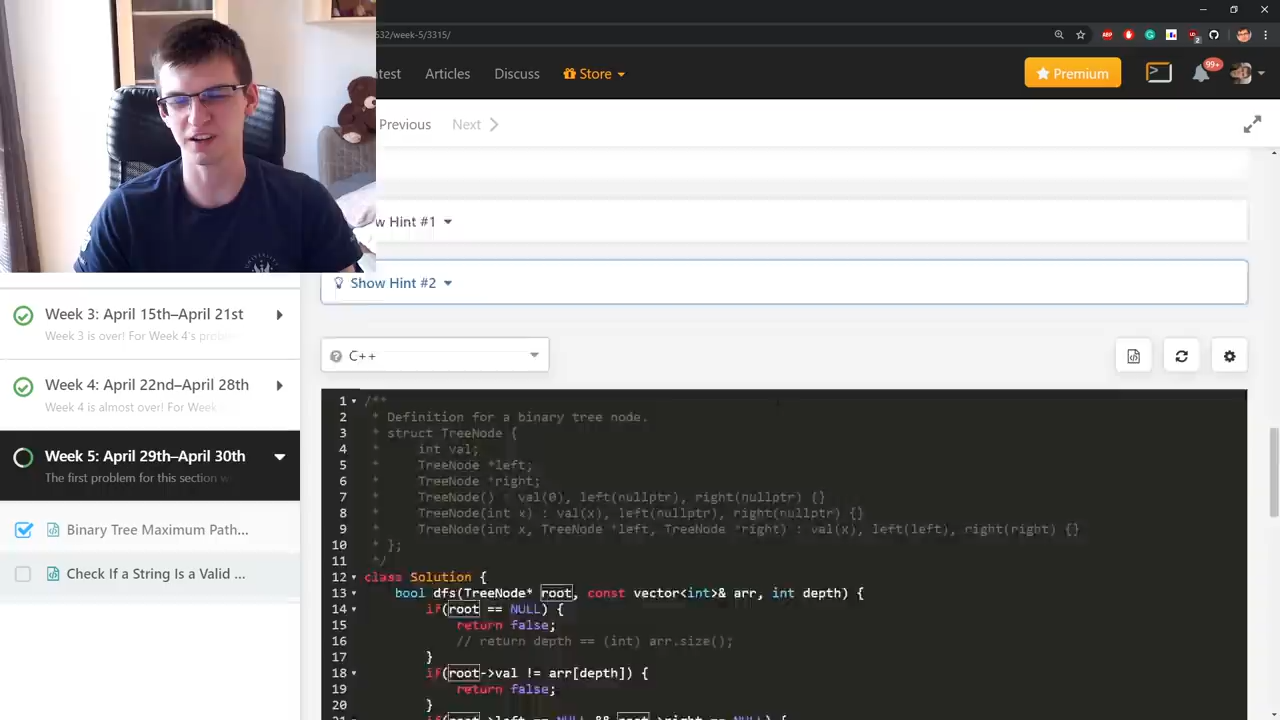 532/week-5/3315/
test Articles Discuss Store
Premium
99+
Previous Next
w Hint #1
Show Hint #2
Week 3: April 15th–April 21st
Week 3 is over! For Week 4's proble
Week 4: April 22nd–April 28th
Week 4 is almost over! For Week
Week 5: April 29th–April 30th
The first problem for this section w
Binary Tree Maximum Path...
Check If a String Is a Valid ...
C++
1 /**
2 * Definition for a binary tree node.
3 * struct TreeNode {
4 * int val;
5 * TreeNode *left;
6 * TreeNode *right;
7 * TreeNode() : val(0), left(nullptr), right(nullptr) {}
8 * TreeNode(int x) : val(x), left(nullptr), right(nullptr) {}
9 * TreeNode(int x, TreeNode *left, TreeNode *right) : val(x), left(left), right(right) {}
10 * };
11 */
12 class Solution {
13 bool dfs(TreeNode* root, const vector<int>& arr, int depth) {
14 if(root == NULL) {
15 return false;
16 // return depth == (int) arr.size();
17 }
18 if(root->val != arr[depth]) {
19 return false;
20 }
21 if(root->left == NULL && root->right == NULL) {